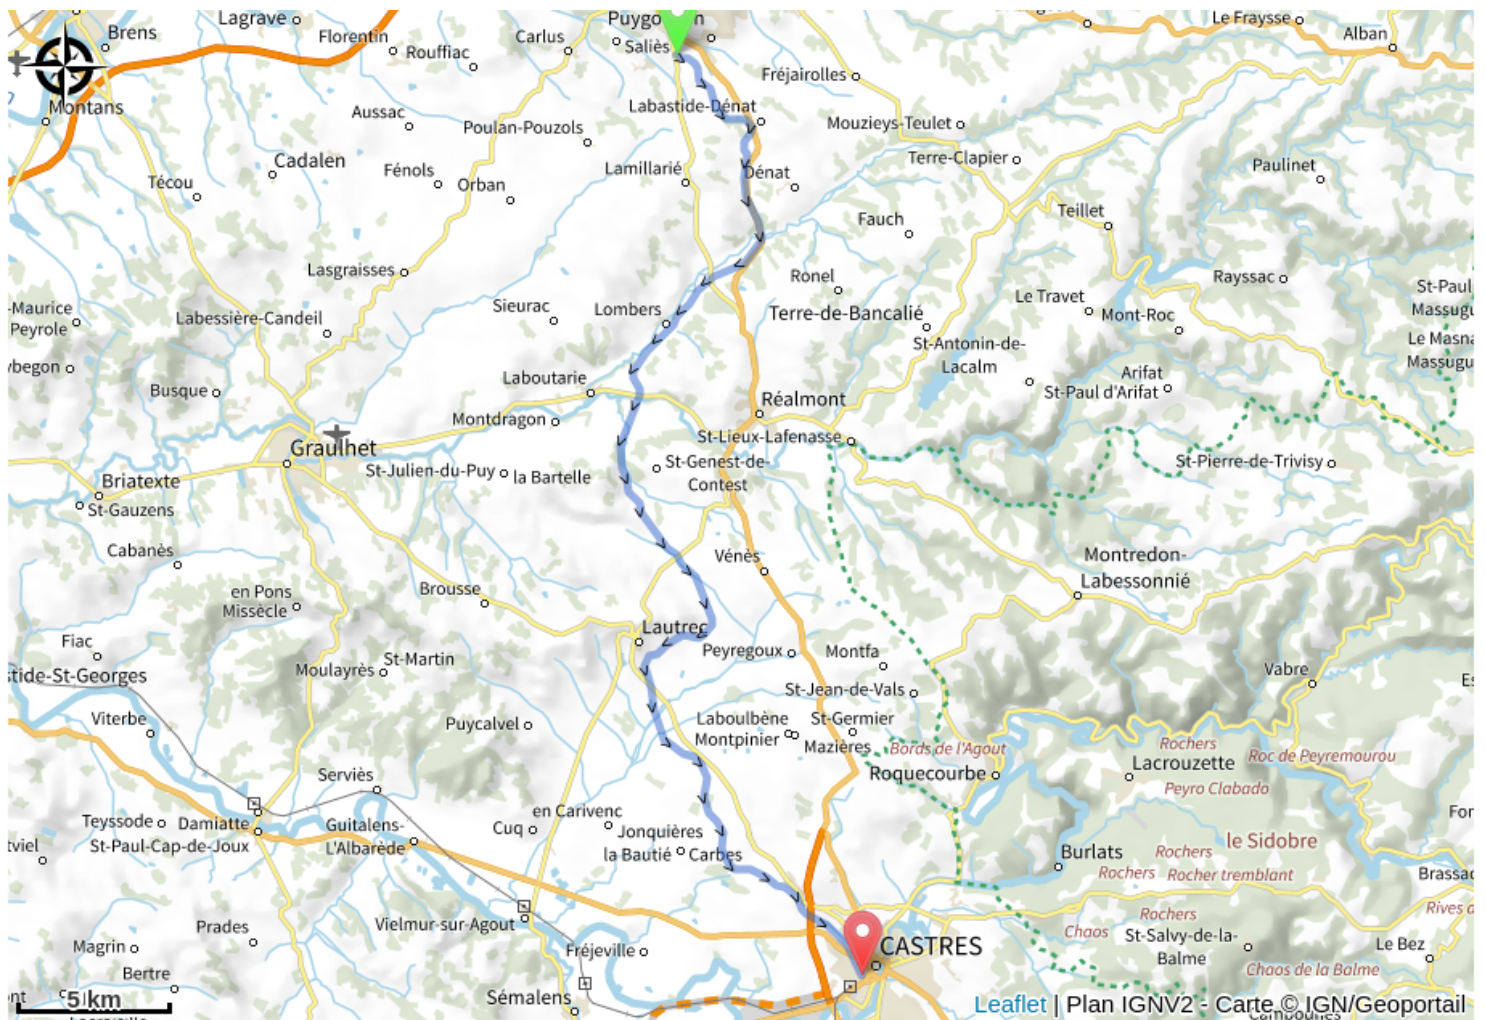 Lagrave
Brens
Florentin
Rouffiac
Carlus
Saliès
Fréjairolles
Le Fraysse
Alban
Montans
Aussac
Poulan-Pouzols
Labastide-Dénat
Mouzieys-Teulet
Terre-Clapier
Paulinet
Cadalen
Fénols
Orban
Lamillarié
Dénat
Técou
Teillet
Fauch
Lasgraisses
Ronel
Rayssac
St-Paul
Massugu
-Maurice
Peyrole
Labessière-Candeil
Sieurac
Lombers
Terre-de-Bancalié
Le Travet
Mont-Roc
St-Antonin-de-
Lacalm
Le Masna
Massugu
ybegon
Busque
Laboutarie
Arifat
St-Paul d'Arifat
Réalmont
Montdragon
St-Lieux-Lafenasse
Graulhet
St-Julien-du-Puy
la Bartelle
St-Genest-de-
Contest
St-Pierre-de-Trivisy
Briatexte
St-Gauzens
Cabanès
Vénès
Montredon-
Labessonnié
en Pons
Missècle
Brousse
Fiac
Lautrec
Peyregoux
Montfa
tide-St-Georges
Moulayrès
St-Martin
St-Jean-de-Vals
Vabre
Es
Viterbe
Puycalvel
Laboulbène
Montpinier
St-Germier
Mazières
Bords de l'Agout
Roquecourbe
Rochers
Lacrouzette
Peyro Clabado
Roc de Peyremourou
Serviès
Teyssode
Damiatte
St-Paul-Cap-de-Joux
Guitalens-
L'Albarède
Cuq
en Carivenc
Jonquières
la Bautié
Carbes
tviel
For
le Sidobre
Burlats
Rochers
Rochers
Rocher tremblant
Brassac
Prades
Vielmur-sur-Agout
Fréjeville
CASTRES
Rochers
Chaos
St-Salvy-de-la-
Balme
Rives d
Le Bez
Chaos de la Balme
Magrin
Bertre
Sémalens
nt
5 km
Leaflet | Plan IGNV2 - Carte © IGN/Geoportail